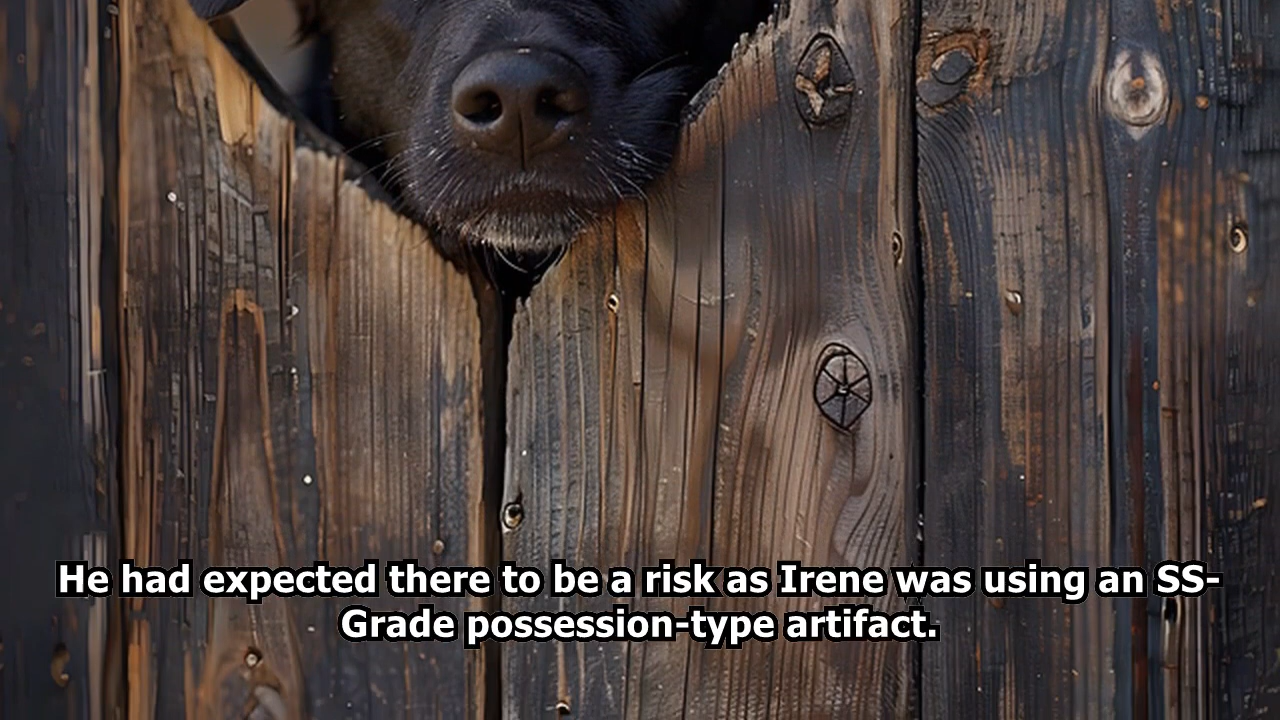 He had expected there to be a risk as Irene was using an SS-
Grade possession-type artifact.